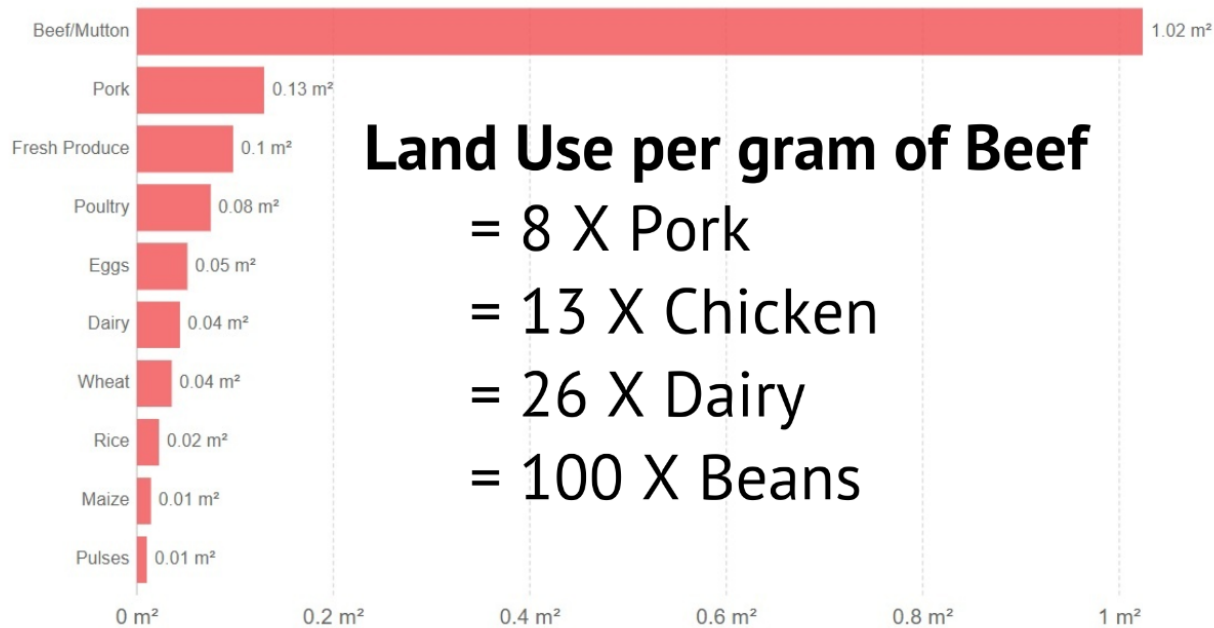 Beef/Mutton 1.02 m²
Pork 0.13 m²
Fresh Produce 0.1 m²
Poultry 0.08 m²
Eggs 0.05 m²
Dairy 0.04 m²
Wheat 0.04 m²
Rice 0.02 m²
Maize 0.01 m²
Pulses 0.01 m²
0 m² 0.2 m² 0.4 m² 0.6 m² 0.8 m² 1 m²
Land Use per gram of Beef
= 8 X Pork
= 13 X Chicken
= 26 X Dairy
= 100 X Beans